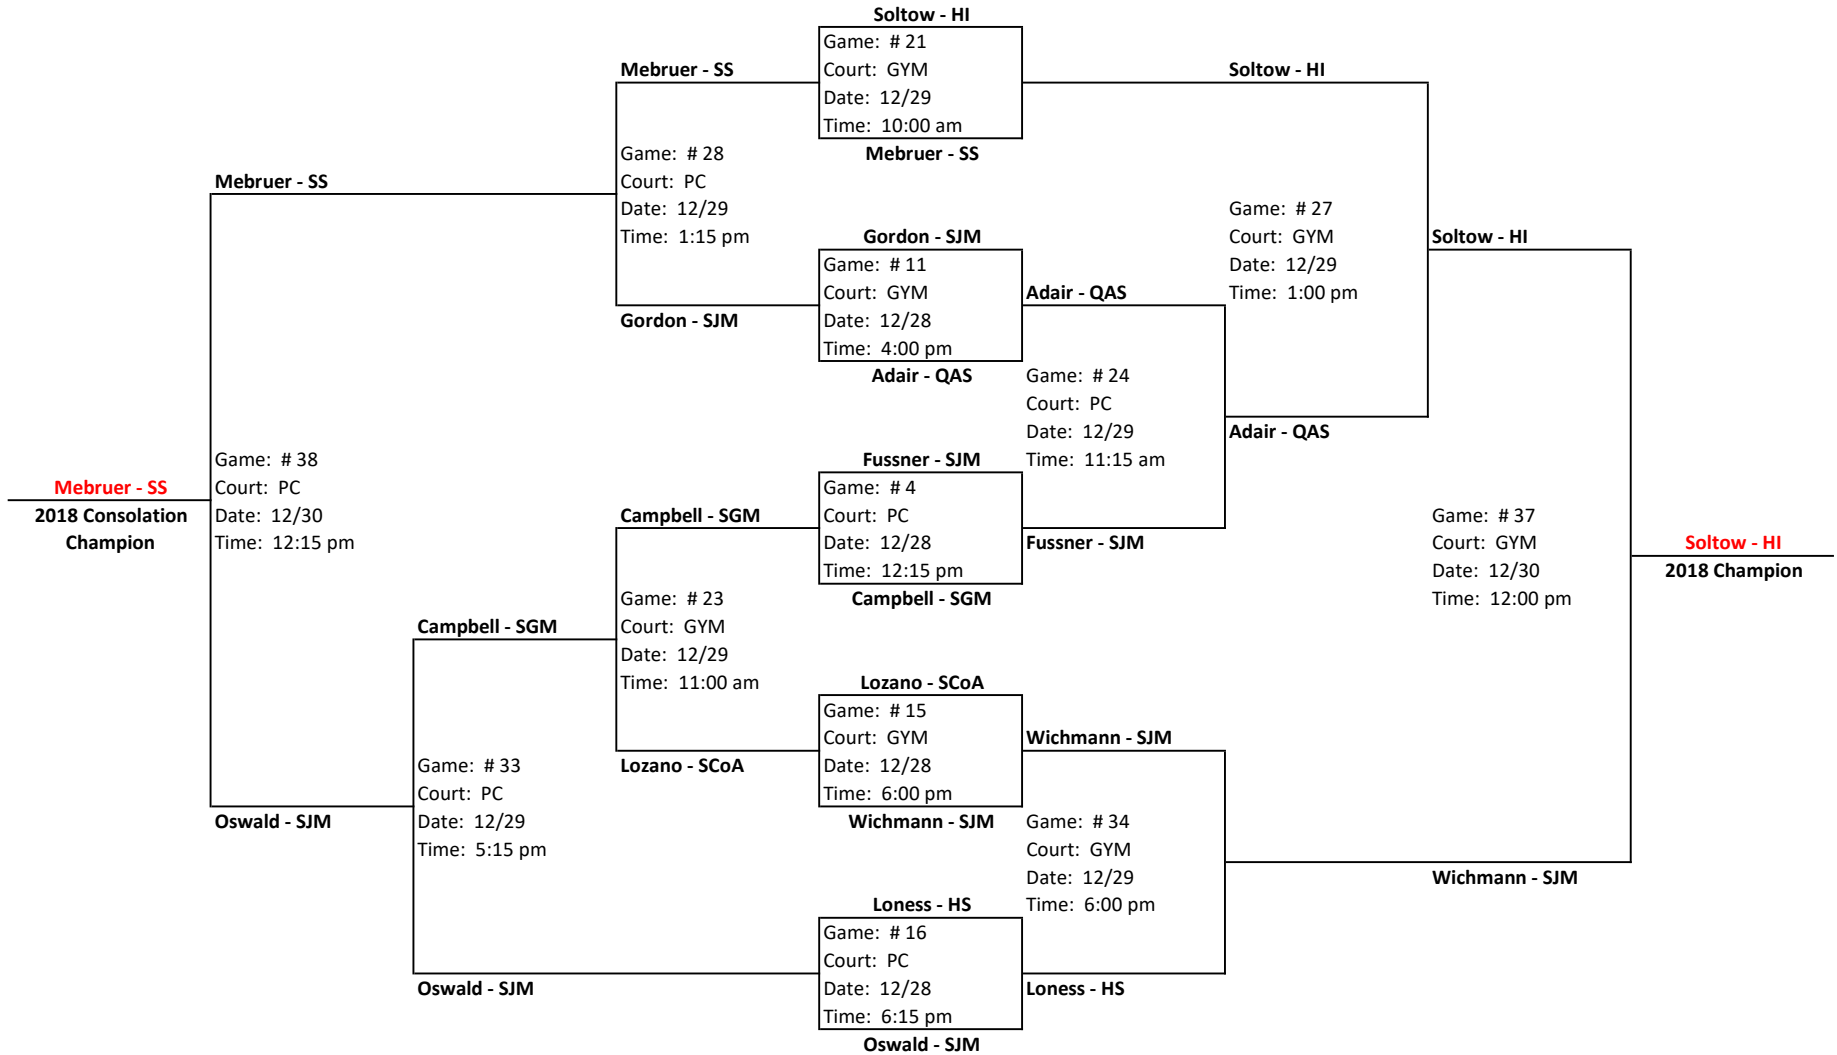 Soltow - HI
Game: # 21
Court: GYM
Date: 12/29
Time: 10:00 am
Mebruer - SS
Mebruer - SS
Soltow - HI
Game: # 28
Court: PC
Date: 12/29
Time: 1:15 pm
Mebruer - SS
Gordon - SJM
Game: # 11
Court: GYM
Date: 12/28
Time: 4:00 pm
Adair - QAS
Gordon - SJM
Adair - QAS
Game: # 27
Court: GYM
Date: 12/29
Time: 1:00 pm
Soltow - HI
Game: # 24
Court: PC
Date: 12/29
Time: 11:15 am
Adair - QAS
Fussner - SJM
Game: # 4
Court: PC
Date: 12/28
Time: 12:15 pm
Campbell - SGM
Campbell - SGM
Fussner - SJM
Game: # 38
Court: PC
Date: 12/30
Time: 12:15 pm
Mebruer - SS
2018 Consolation
Champion
Game: # 37
Court: GYM
Date: 12/30
Time: 12:00 pm
Soltow - HI
2018 Champion
Game: # 23
Court: GYM
Date: 12/29
Time: 11:00 am
Campbell - SGM
Lozano - SCoA
Game: # 15
Court: GYM
Date: 12/28
Time: 6:00 pm
Wichmann - SJM
Lozano - SCoA
Wichmann - SJM
Game: # 33
Court: PC
Date: 12/29
Time: 5:15 pm
Oswald - SJM
Game: # 34
Court: GYM
Date: 12/29
Time: 6:00 pm
Wichmann - SJM
Loness - HS
Game: # 16
Court: PC
Date: 12/28
Time: 6:15 pm
Oswald - SJM
Oswald - SJM
Loness - HS